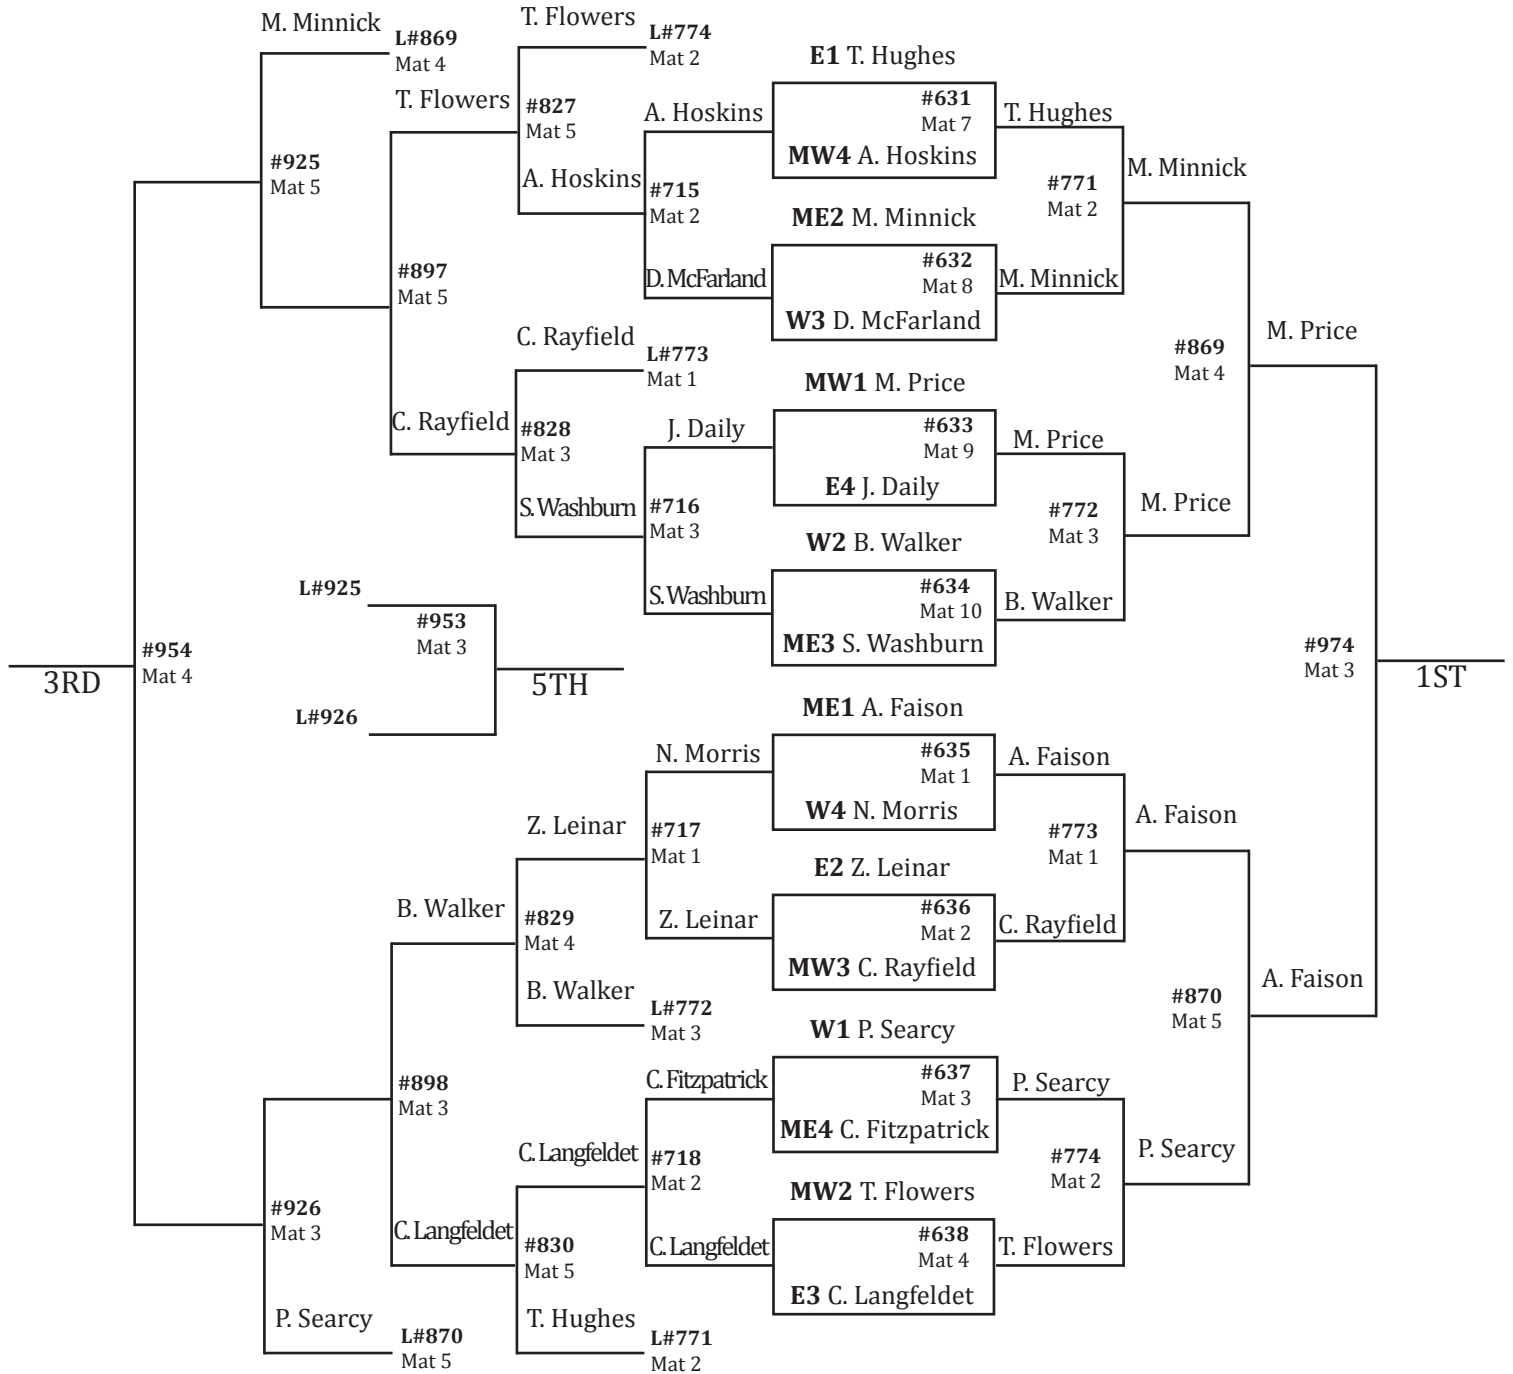 M. Minnick
L#869
Mat 4
T. Flowers
L#774
Mat 2
T. Flowers
#827
Mat 5
A. Hoskins
#925
Mat 5
#897
Mat 5
A. Hoskins
#715
Mat 2
D. McFarland
C. Rayfield
L#773
Mat 1
C. Rayfield
#828
Mat 3
S. Washburn
J. Daily
#716
Mat 3
S. Washburn
E1 T. Hughes
#631
Mat 7
MW4 A. Hoskins
ME2 M. Minnick
#632
Mat 8
W3 D. McFarland
MW1 M. Price
#633
Mat 9
E4 J. Daily
W2 B. Walker
#634
Mat 10
ME3 S. Washburn
T. Hughes
#771
Mat 2
M. Minnick
M. Minnick
M. Price
#772
Mat 3
B. Walker
M. Price
#869
Mat 4
M. Price
L#925
#953
Mat 3
L#926
5TH
#954
Mat 4
3RD
#974
Mat 3
1ST
ME1 A. Faison
#635
Mat 1
W4 N. Morris
E2 Z. Leinar
#636
Mat 2
MW3 C. Rayfield
W1 P. Searcy
#637
Mat 3
ME4 C. Fitzpatrick
MW2 T. Flowers
#638
Mat 4
E3 C. Langfeldet
N. Morris
#717
Mat 1
Z. Leinar
Z. Leinar
#829
Mat 4
B. Walker
L#772
Mat 3
B. Walker
#898
Mat 3
C. Fitzpatrick
#718
Mat 2
C. Langfeldet
C. Langfeldet
#830
Mat 5
T. Hughes
L#771
Mat 2
C. Langfeldet
#926
Mat 3
P. Searcy
L#870
Mat 5
A. Faison
#773
Mat 1
C. Rayfield
A. Faison
P. Searcy
#774
Mat 2
T. Flowers
P. Searcy
#870
Mat 5
A. Faison